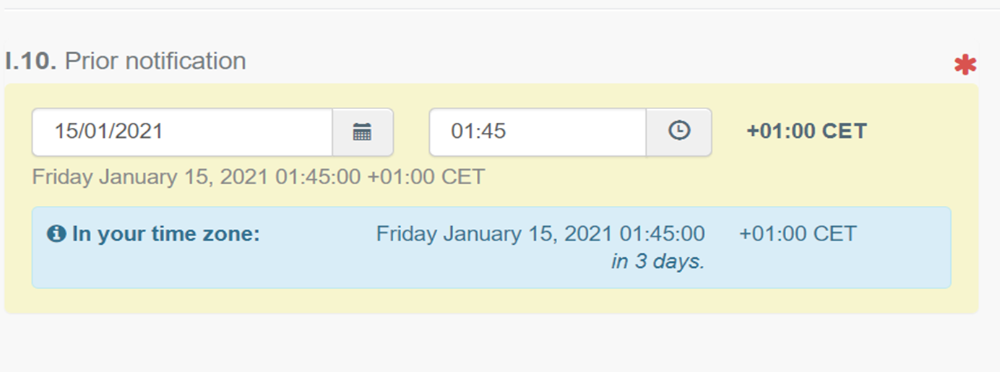 I.10. Prior notification *
15/01/2021 01:45 +01:00 CET
Friday January 15, 2021 01:45:00 +01:00 CET
In your time zone: Friday January 15, 2021 01:45:00 +01:00 CET
in 3 days.